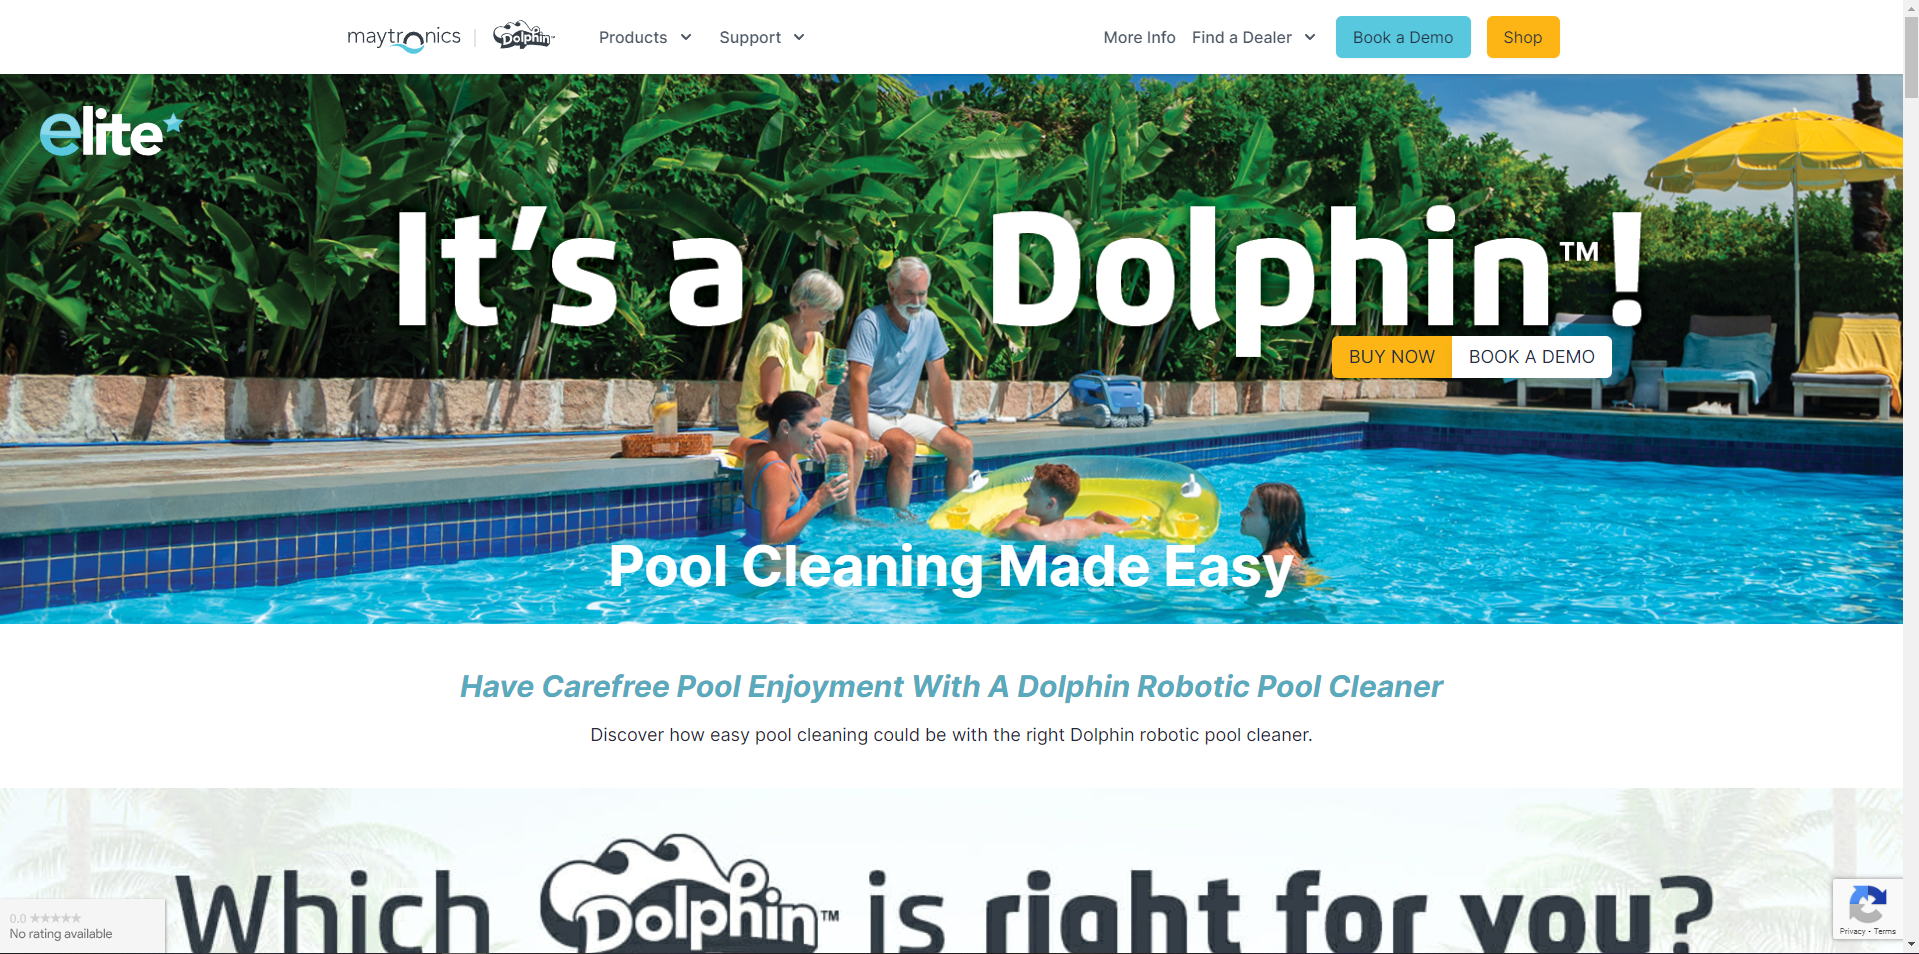 maytronics
Dolphin™
Products
Support
More Info
Find a Dealer
Book a Demo
Shop
elite
It's a Dolphin™!
BUY NOW
BOOK A DEMO
Pool Cleaning Made Easy
Have Carefree Pool Enjoyment With A Dolphin Robotic Pool Cleaner
Discover how easy pool cleaning could be with the right Dolphin robotic pool cleaner.
Which Dolphin™ is right for you?
0.0 ★★★★★
No rating available
Privacy - Terms